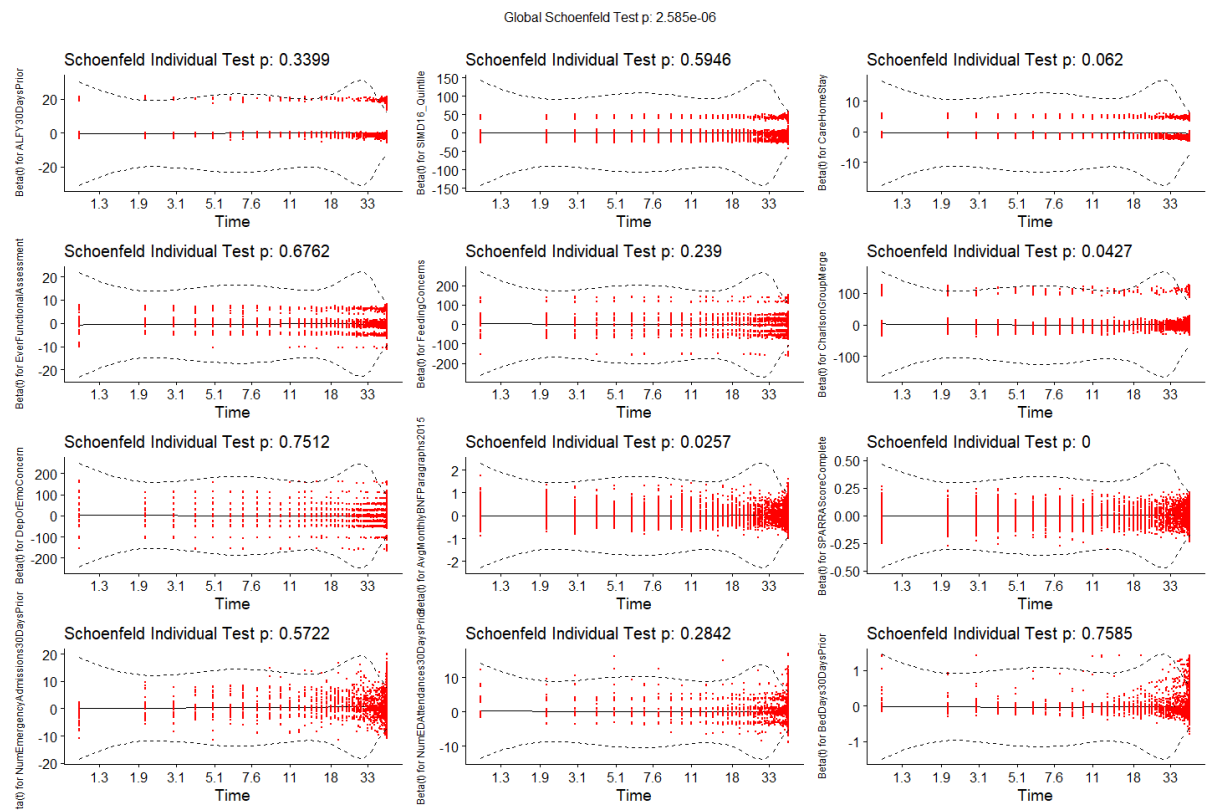 Global Schoenfeld Test p: 2.585e-06
Schoenfeld Individual Test p: 0.3399
Beta(t) for ALEFY30DaysPrior
20
0
-20
1.3 1.9 3.1 5.1 7.6 11 18 33
Time
Schoenfeld Individual Test p: 0.5946
Beta(t) for SIMD16_Quintile
150
100
50
0
-50
-100
-150
1.3 1.9 3.1 5.1 7.6 11 18 33
Time
Schoenfeld Individual Test p: 0.062
Beta(t) for CareHomeStay
10
0
-10
1.3 1.9 3.1 5.1 7.6 11 18 33
Time
Schoenfeld Individual Test p: 0.6762
Beta(t) for EverFunctionalAssessment
20
10
0
-10
-20
1.3 1.9 3.1 5.1 7.6 11 18 33
Time
Schoenfeld Individual Test p: 0.239
Beta(t) for FeedingConcerns
200
100
0
-100
-200
1.3 1.9 3.1 5.1 7.6 11 18 33
Time
Schoenfeld Individual Test p: 0.0427
Beta(t) for CharlsonGroupMerge
100
0
-100
1.3 1.9 3.1 5.1 7.6 11 18 33
Time
Schoenfeld Individual Test p: 0.7512
Beta(t) for DepOrEmoConcern
200
100
0
-100
-200
1.3 1.9 3.1 5.1 7.6 11 18 33
Time
Schoenfeld Individual Test p: 0.0257
Beta(t) for AvgMonthlyBNFParagraphs2015
2
1
0
-1
-2
1.3 1.9 3.1 5.1 7.6 11 18 33
Time
Schoenfeld Individual Test p: 0
Beta(t) for SPARRAScoreComplete
0.50
0.25
0.00
-0.25
-0.50
1.3 1.9 3.1 5.1 7.6 11 18 33
Time
Schoenfeld Individual Test p: 0.5722
ta(t) for NumEmergencyAdmissions30DaysPrior
20
10
0
-10
-20
1.3 1.9 3.1 5.1 7.6 11 18 33
Time
Schoenfeld Individual Test p: 0.2842
Beta(t) for NumEDAttendances30DaysPrior
10
0
-10
1.3 1.9 3.1 5.1 7.6 11 18 33
Time
Schoenfeld Individual Test p: 0.7585
Beta(t) for BedDays30DaysPrior
1
0
-1
1.3 1.9 3.1 5.1 7.6 11 18 33
Time